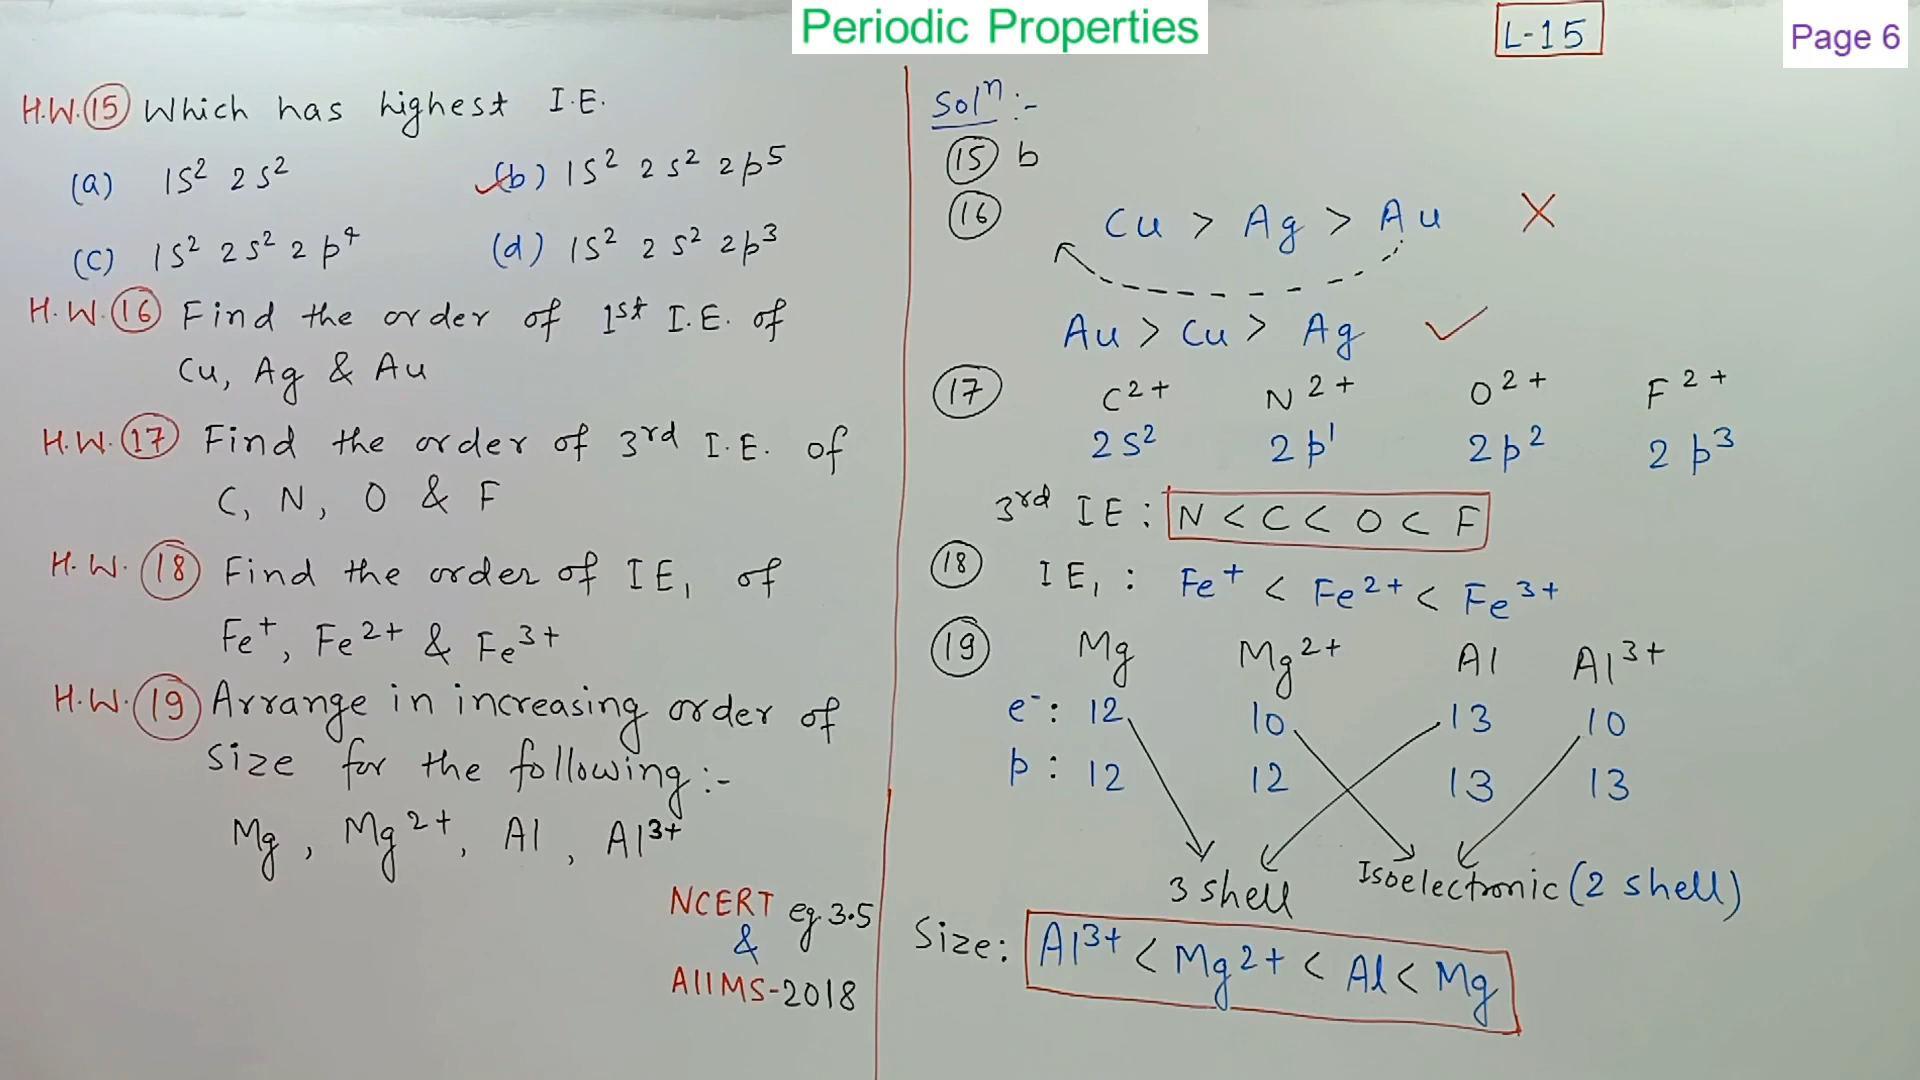 Periodic Properties
L-15
Page 6
H.W. 15 Which has highest I.E.
(a) 1s² 2s² (b) 1s² 2s² 2p⁵
(c) 1s² 2s² 2p⁴ (d) 1s² 2s² 2p³
H.W. 16 Find the order of 1st I.E. of
Cu, Ag & Au
H.W. 17 Find the order of 3rd I.E. of
C, N, O & F
H.W. 18 Find the order of IE₁ of
Fe⁺, Fe²⁺ & Fe³⁺
H.W. 19 Arrange in increasing order of
size for the following :-
Mg, Mg²⁺, Al, Al³⁺
NCERT eg. 3.5
&
AIIMS-2018
Solⁿ :-
15 b
16 Cu > Ag > Au ✗
Au > Cu > Ag ✓
17 C²⁺ N²⁺ O²⁺ F²⁺
2s² 2p¹ 2p² 2p³
3rd IE : N < C < O < F
18 IE₁ : Fe⁺ < Fe²⁺ < Fe³⁺
19 Mg Mg²⁺ Al Al³⁺
e⁻ : 12 10 13 10
p : 12 12 13 13
3 shell Isoelectronic (2 shell)
Size: Al³⁺ < Mg²⁺ < Al < Mg